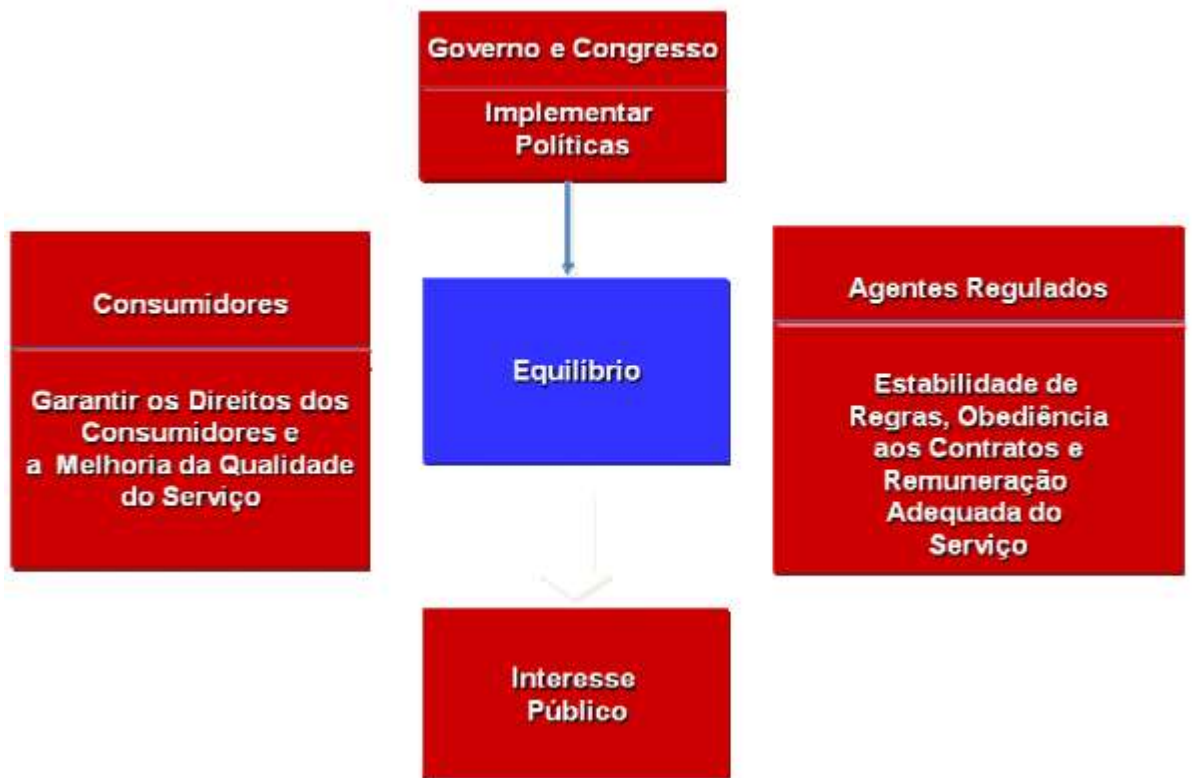 Governo e Congresso
Implementar
Políticas
Consumidores
Garantir os Direitos dos
Consumidores e
a Melhoria da Qualidade
do Serviço
Equilíbrio
Agentes Regulados
Estabilidade de
Regras, Obediência
aos Contratos e
Remuneração
Adequada do
Serviço
Interesse
Público